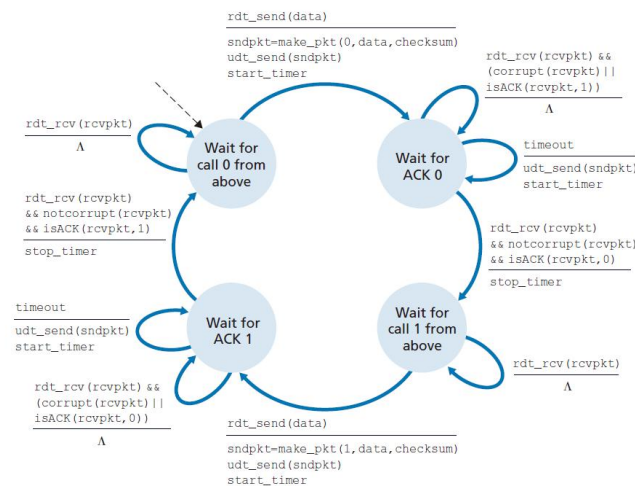 rdt_send(data)
sndpkt=make_pkt(0,data,checksum)
udt_send(sndpkt)
start_timer
rdt_rcv(rcvpkt) &&
(corrupt(rcvpkt)||
isACK(rcvpkt,1))
Λ
rdt_rcv(rcvpkt)
Λ
Wait for
call 0 from
above
Wait for
ACK 0
timeout
udt_send(sndpkt)
start_timer
rdt_rcv(rcvpkt)
&& notcorrupt(rcvpkt)
&& isACK(rcvpkt,1)
stop_timer
rdt_rcv(rcvpkt)
&& notcorrupt(rcvpkt)
&& isACK(rcvpkt,0)
stop_timer
timeout
udt_send(sndpkt)
start_timer
Wait for
ACK 1
Wait for
call 1 from
above
rdt_rcv(rcvpkt)
Λ
rdt_rcv(rcvpkt) &&
(corrupt(rcvpkt)||
isACK(rcvpkt,0))
Λ
rdt_send(data)
sndpkt=make_pkt(1,data,checksum)
udt_send(sndpkt)
start_timer